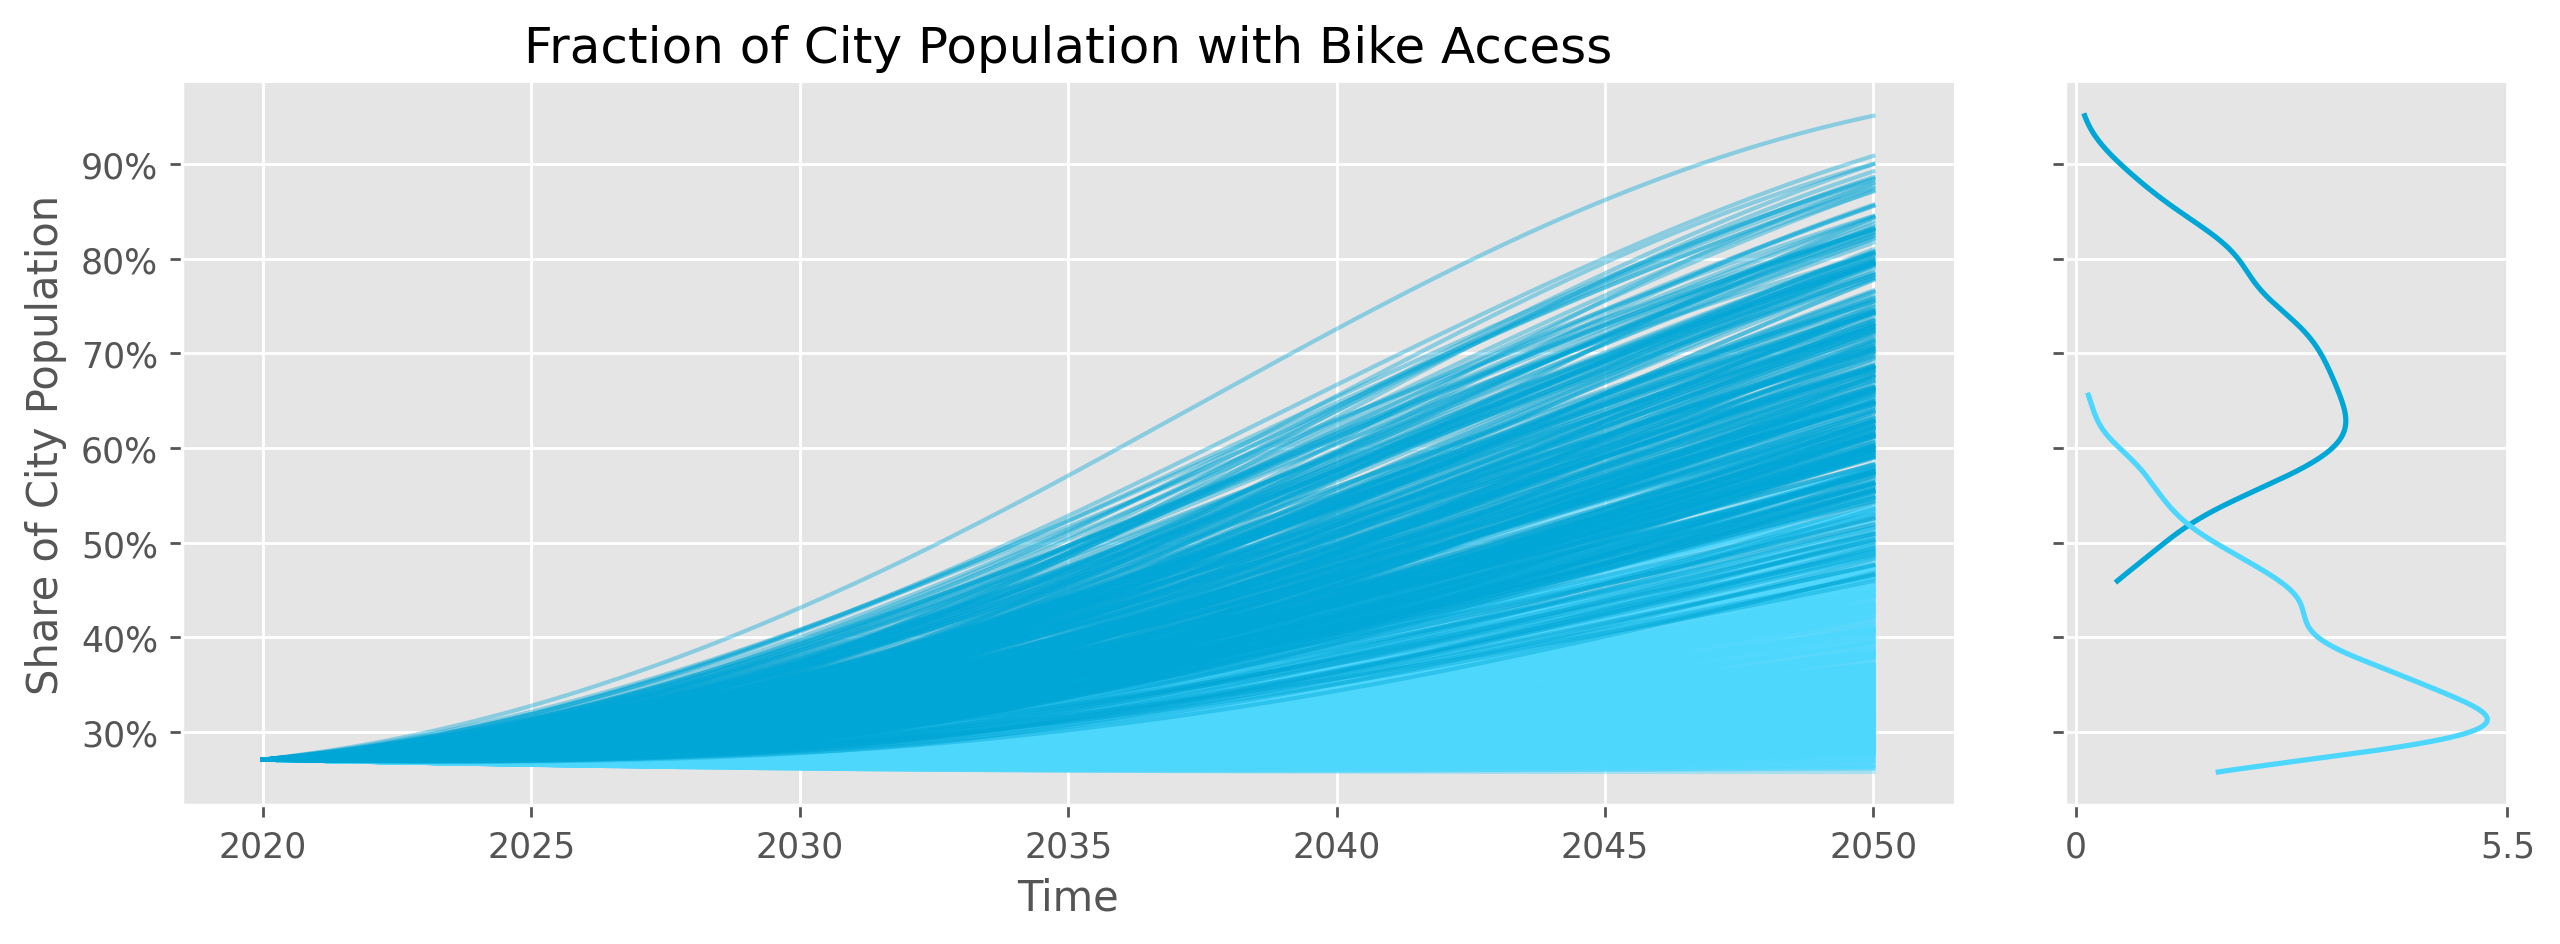 Fraction of City Population with Bike Access
Share of City Population
90%
80%
70%
60%
50%
40%
30%
2020 2025 2030 2035 2040 2045 2050
Time
0 5.5